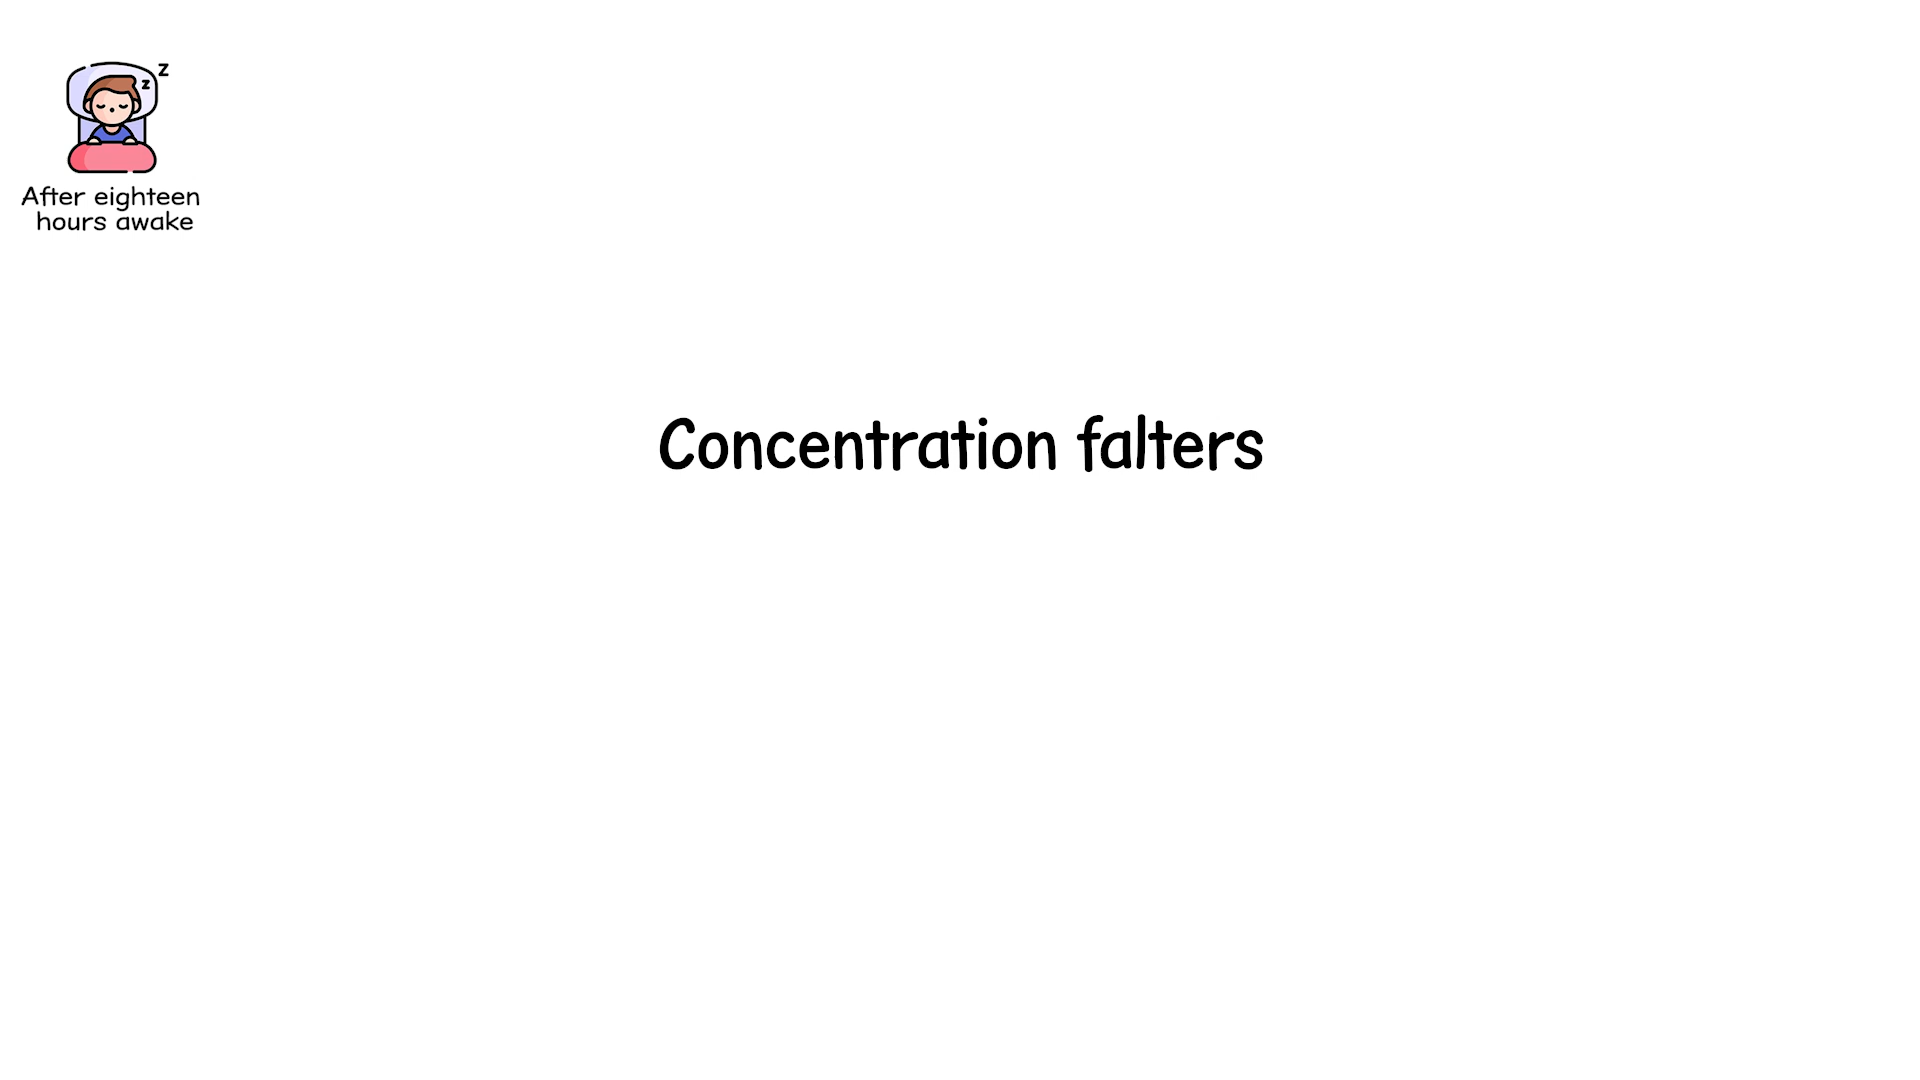 z
z
After eighteen
hours awake
Concentration falters